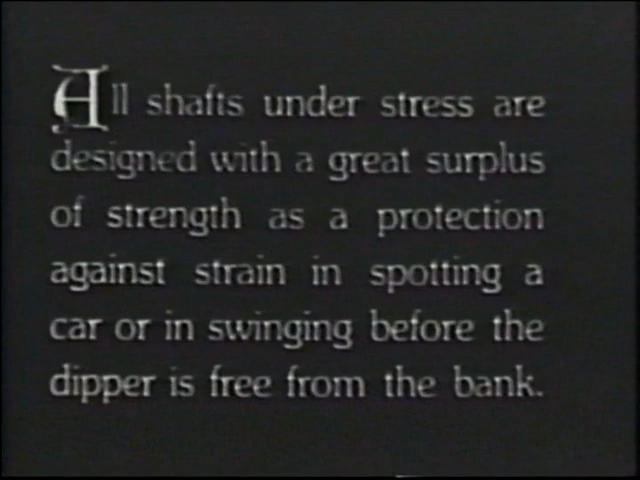 All shafts under stress are
designed with a great surplus
of strength as a protection
against strain in spotting a
car or in swinging before the
dipper is free from the bank.